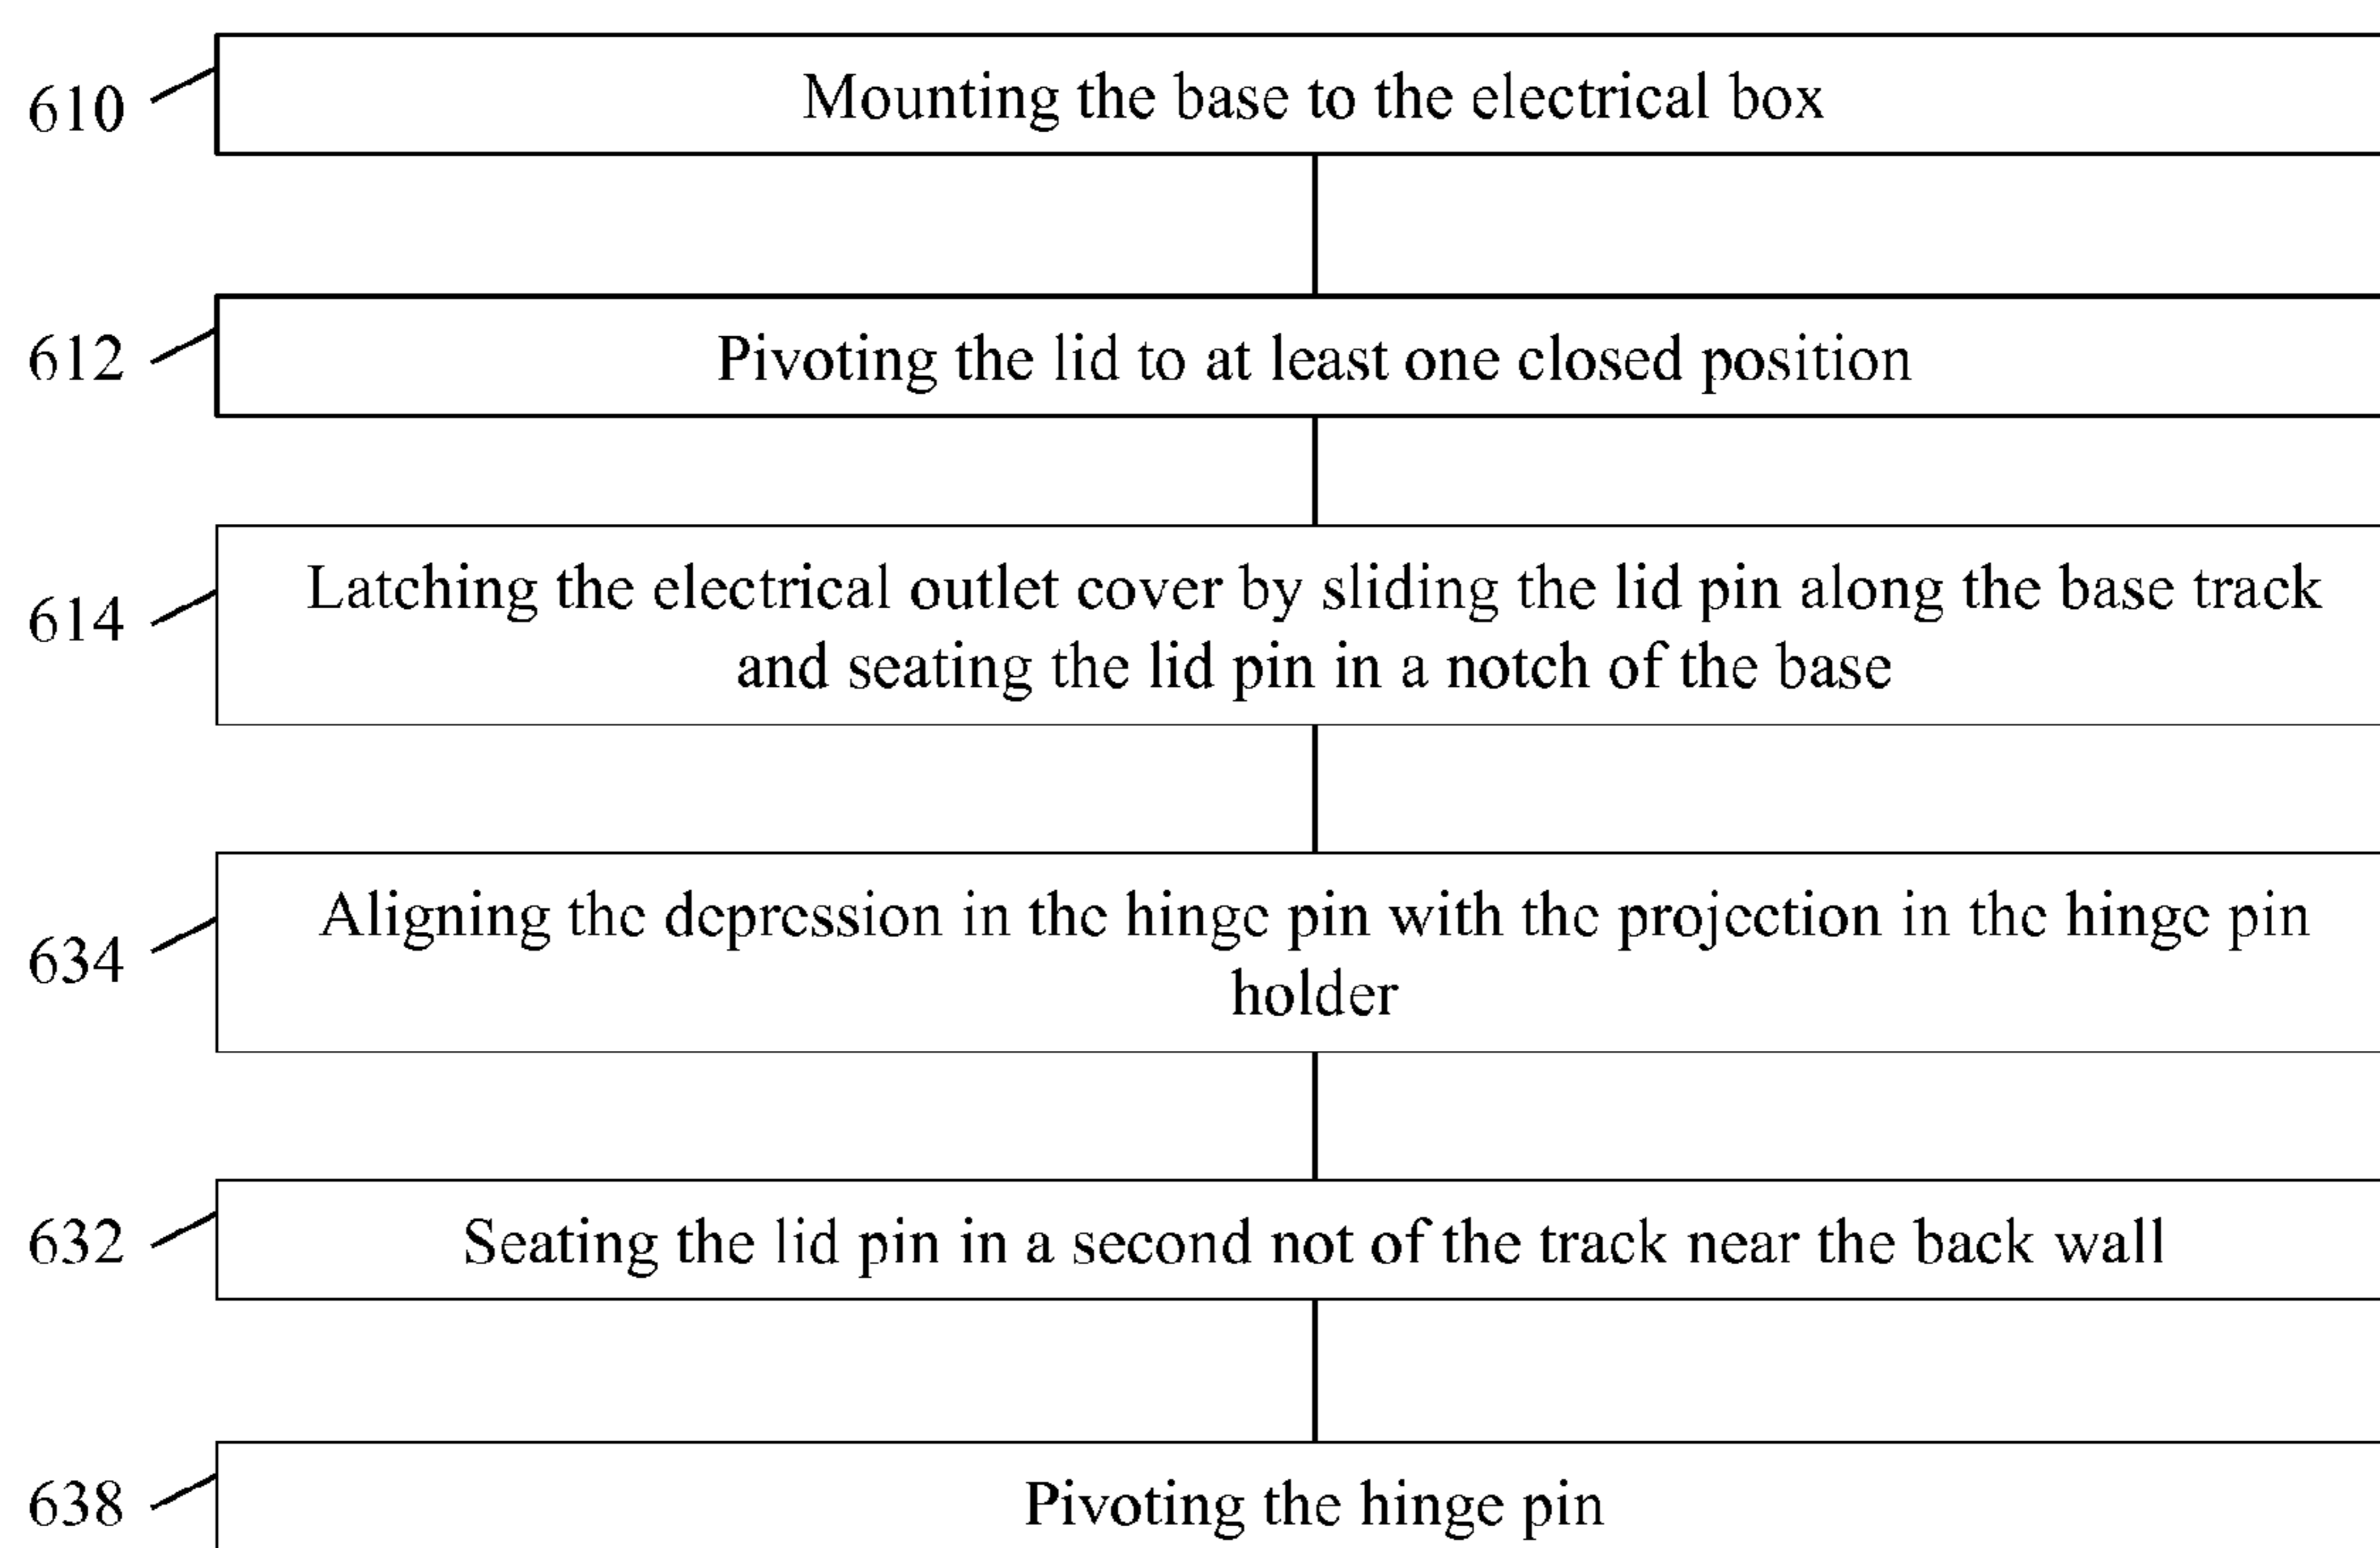 610
Mounting the base to the electrical box
612
Pivoting the lid to at least one closed position
614
Latching the electrical outlet cover by sliding the lid pin along the base track
and seating the lid pin in a notch of the base
634
Aligning the depression in the hinge pin with the projection in the hinge pin
holder
632
Seating the lid pin in a second not of the track near the back wall
638
Pivoting the hinge pin